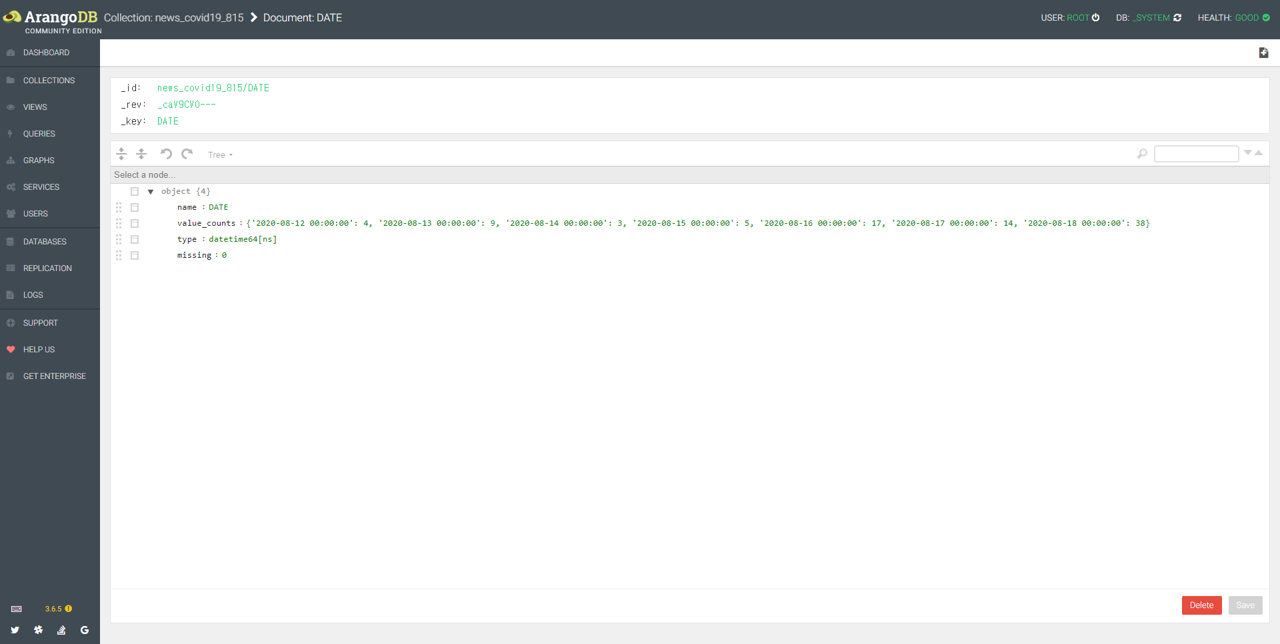 ArangoDB Collection: news_covid19_815 Document: DATE USER: ROOT DB: _SYSTEM HEALTH: GOOD
COMMUNITY EDITION
DASHBOARD
COLLECTIONS
VIEWS
QUERIES
GRAPHS
SERVICES
USERS
DATABASES
REPLICATION
LOGS
SUPPORT
HELP US
GET ENTERPRISE
3.6.5
_id: news_covid19_815/DATE
_rev: _caV9CVO---
_key: DATE
Tree
Select a node...
object {4}
name : DATE
value_counts : {'2020-08-12 00:00:00': 4, '2020-08-13 00:00:00': 9, '2020-08-14 00:00:00': 3, '2020-08-15 00:00:00': 5, '2020-08-16 00:00:00': 17, '2020-08-17 00:00:00': 14, '2020-08-18 00:00:00': 38}
type : datetime64[ns]
missing : 0
Delete Save